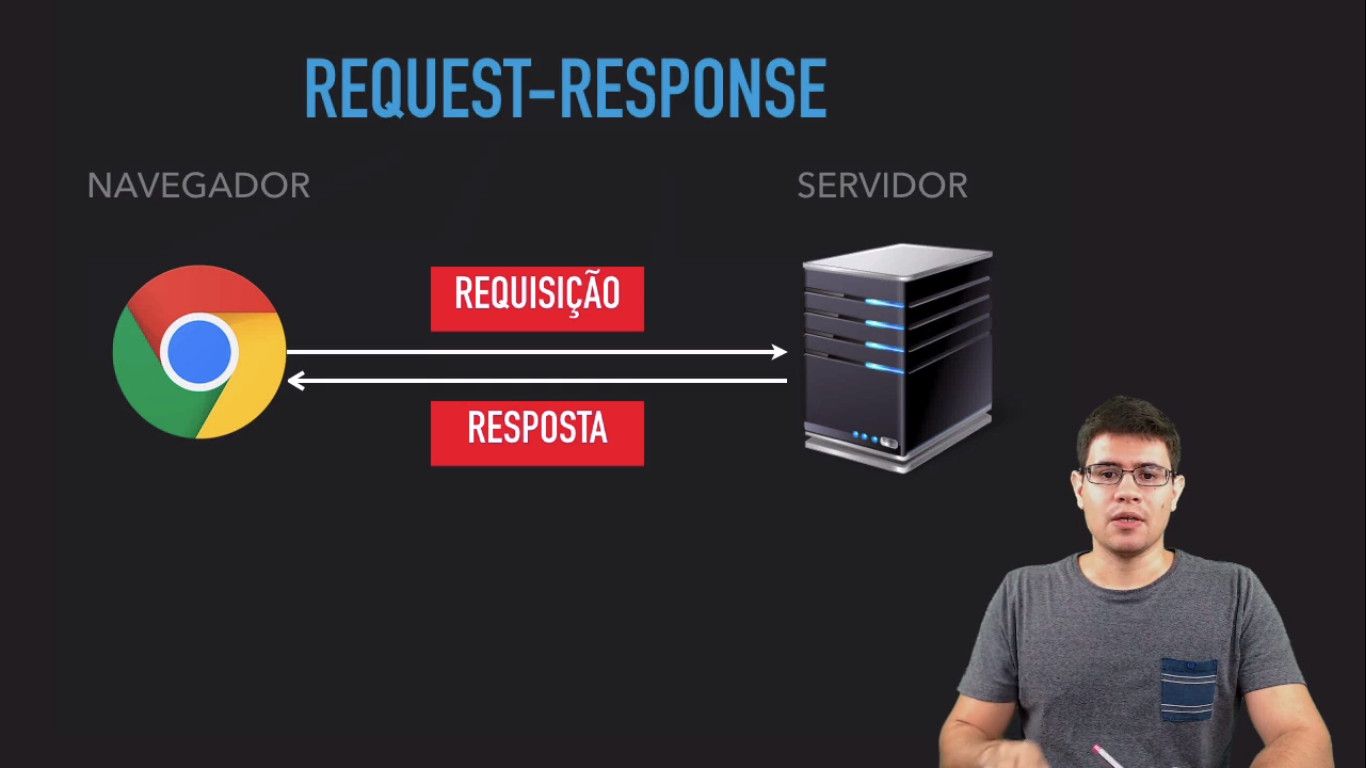 REQUEST-RESPONSE
NAVEGADOR
SERVIDOR
REQUISIÇÃO
RESPOSTA